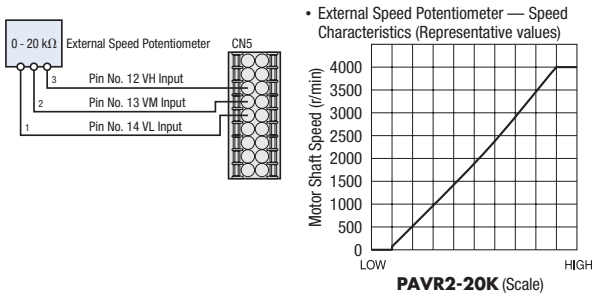 0 - 20 kΩ External Speed Potentiometer CN5
3 Pin No. 12 VH Input
2 Pin No. 13 VM Input
1 Pin No. 14 VL Input
• External Speed Potentiometer — Speed
Characteristics (Representative values)
Motor Shaft Speed (r/min)
4000
3500
3000
2500
2000
1500
1000
500
0
LOW HIGH
PAVR2-20K (Scale)